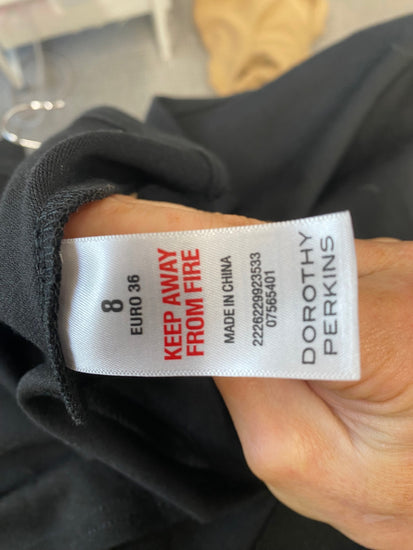 DOROTHY
PERKINS
07565401
2226229923533
MADE IN CHINA
KEEP AWAY
FROM FIRE
8
EURO 36